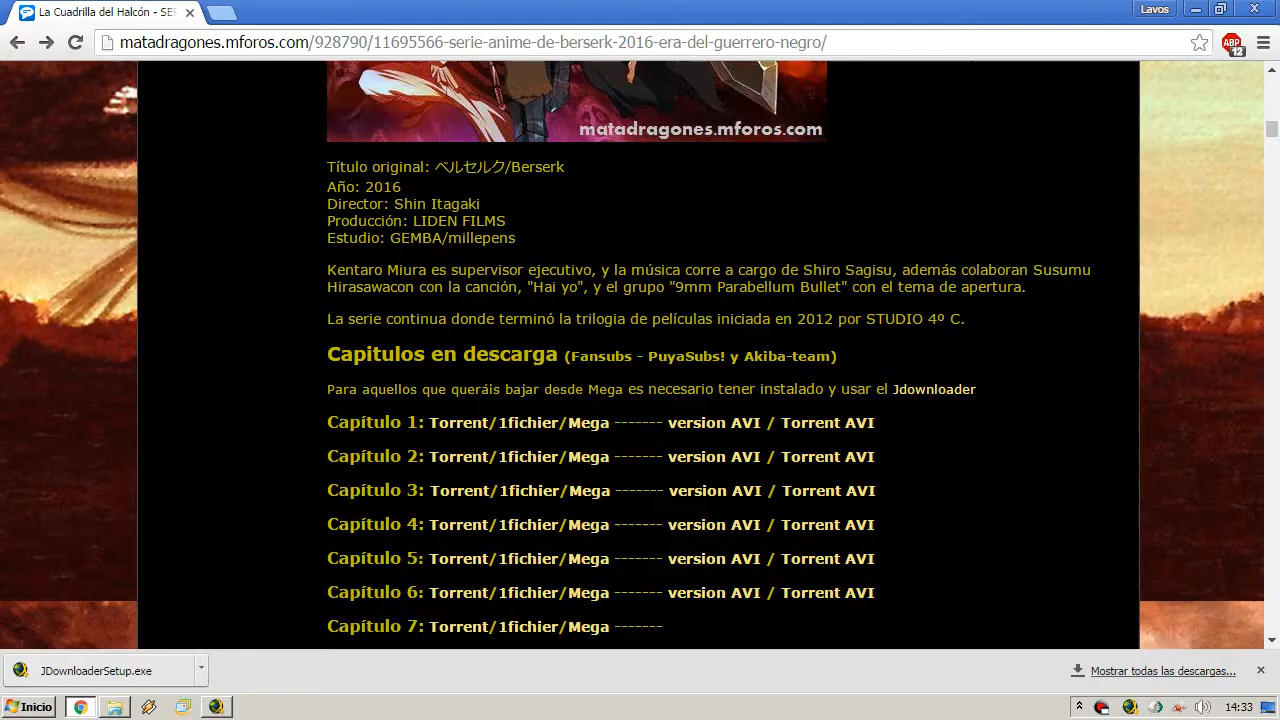 La Cuadrilla del Halcón - SER
Lavos
matadragones.mforos.com/928790/11695566-serie-anime-de-berserk-2016-era-del-guerrero-negro/
ABP
12
matadragones.mforos.com
Título original: ベルセルク/Berserk
Año: 2016
Director: Shin Itagaki
Producción: LIDEN FILMS
Estudio: GEMBA/millepens
Kentaro Miura es supervisor ejecutivo, y la música corre a cargo de Shiro Sagisu, además colaboran Susumu
Hirasawacon con la canción, "Hai yo", y el grupo "9mm Parabellum Bullet" con el tema de apertura.
La serie continua donde terminó la trilogia de películas iniciada en 2012 por STUDIO 4º C.
Capitulos en descarga (Fansubs - PuyaSubs! y Akiba-team)
Para aquellos que queráis bajar desde Mega es necesario tener instalado y usar el Jdownloader
Capítulo 1: Torrent/1fichier/Mega ------- version AVI / Torrent AVI
Capítulo 2: Torrent/1fichier/Mega ------- version AVI / Torrent AVI
Capítulo 3: Torrent/1fichier/Mega ------- version AVI / Torrent AVI
Capítulo 4: Torrent/1fichier/Mega ------- version AVI / Torrent AVI
Capítulo 5: Torrent/1fichier/Mega ------- version AVI / Torrent AVI
Capítulo 6: Torrent/1fichier/Mega ------- version AVI / Torrent AVI
Capítulo 7: Torrent/1fichier/Mega -------
JDownloaderSetup.exe
Mostrar todas las descargas...
Inicio
14:33